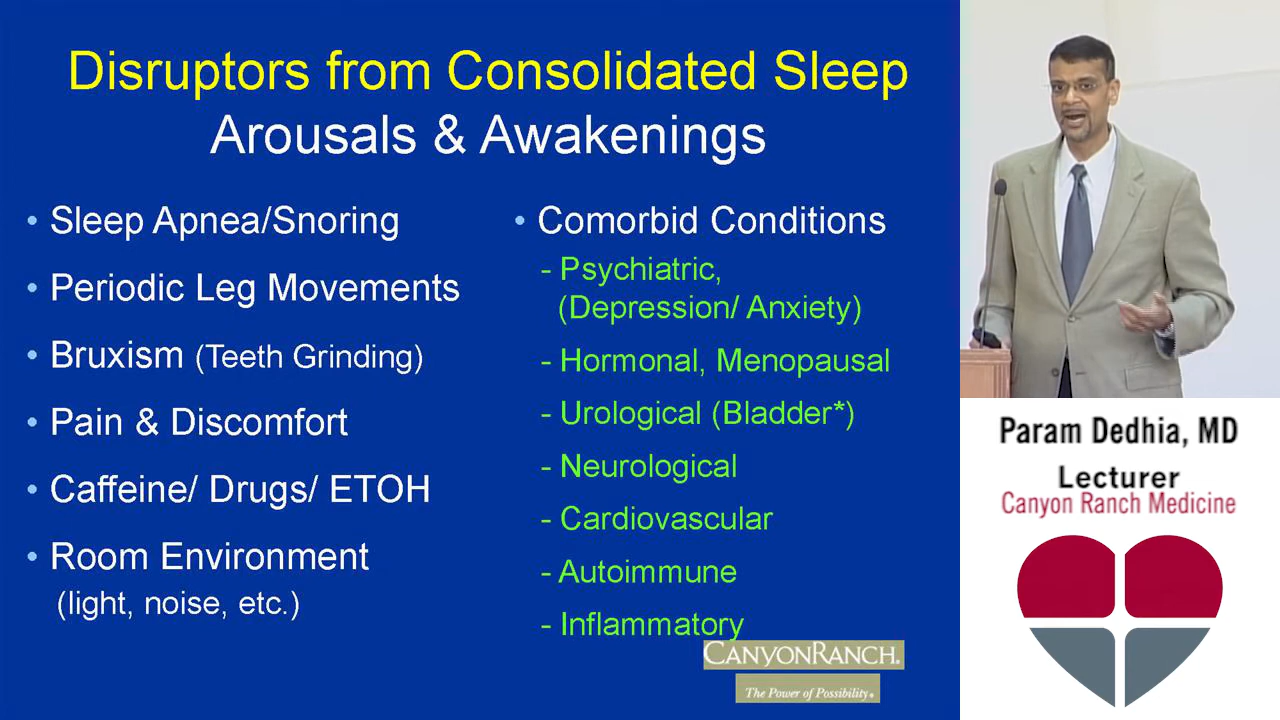 Disruptors from Consolidated Sleep
Arousals & Awakenings
• Sleep Apnea/Snoring
• Periodic Leg Movements
• Bruxism (Teeth Grinding)
• Pain & Discomfort
• Caffeine/ Drugs/ ETOH
• Room Environment
(light, noise, etc.)
• Comorbid Conditions
- Psychiatric,
(Depression/ Anxiety)
- Hormonal, Menopausal
- Urological (Bladder*)
- Neurological
- Cardiovascular
- Autoimmune
- Inflammatory
CANYONRANCH®
The Power of Possibility®
Param Dedhia, MD
Lecturer
Canyon Ranch Medicine